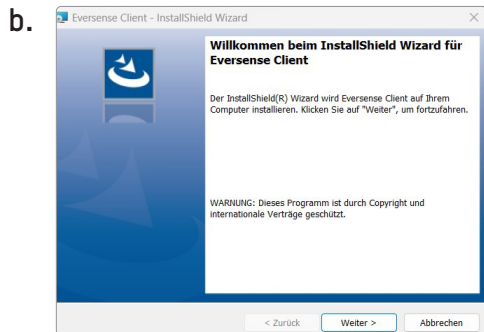 b.
Eversense Client - InstallShield Wizard
Willkommen beim InstallShield Wizard für
Eversense Client
Der InstallShield(R) Wizard wird Eversense Client auf Ihrem
Computer installieren. Klicken Sie auf "Weiter", um fortzufahren.
WARNUNG: Dieses Programm ist durch Copyright und
internationale Verträge geschützt.
< Zurück Weiter > Abbrechen